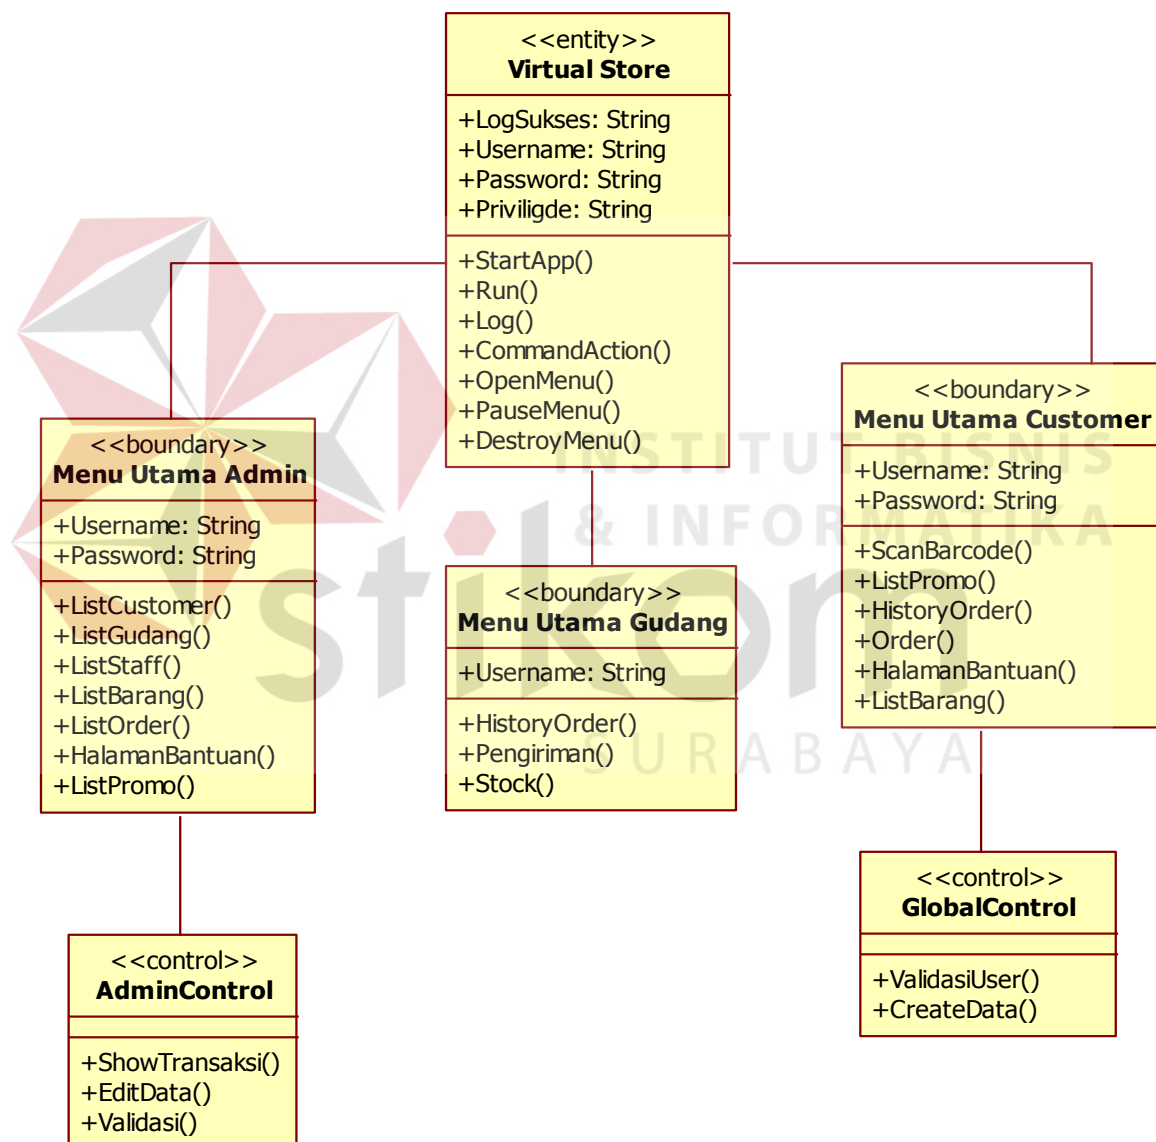 <<entity>>
Virtual Store
+LogSukses: String
+Username: String
+Password: String
+Priviligde: String
+StartApp()
+Run()
+Log()
+CommandAction()
+OpenMenu()
+PauseMenu()
+DestroyMenu()
<<boundary>>
Menu Utama Admin
+Username: String
+Password: String
+ListCustomer()
+ListGudang()
+ListStaff()
+ListBarang()
+ListOrder()
+HalamanBantuan()
+ListPromo()
<<boundary>>
Menu Utama Gudang
+Username: String
+HistoryOrder()
+Pengiriman()
+Stock()
<<boundary>>
Menu Utama Customer
+Username: String
+Password: String
+ScanBarcode()
+ListPromo()
+HistoryOrder()
+Order()
+HalamanBantuan()
+ListBarang()
<<control>>
AdminControl
+ShowTransaksi()
+EditData()
+Validasi()
<<control>>
GlobalControl
+ValidasiUser()
+CreateData()
INSTITUT BISNIS
& INFORMATIKA
stikom
SURABAYA